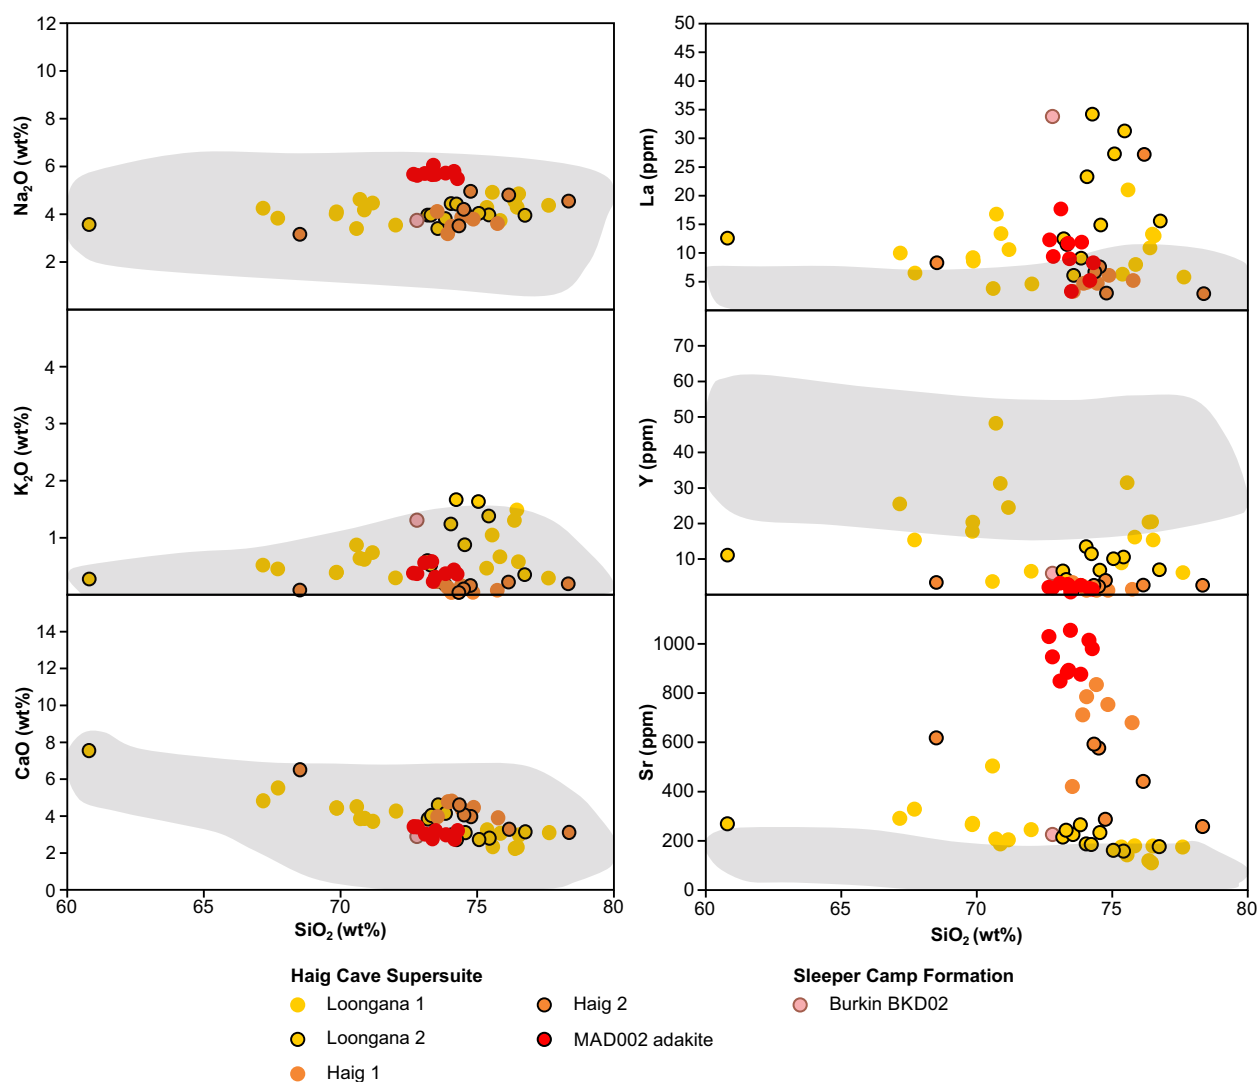 12
10
8
6
4
2
Na2O (wt%)
4
3
2
1
K2O (wt%)
14
12
10
8
6
4
2
0
CaO (wt%)
60 65 70 75 80
SiO2 (wt%)
50
45
40
35
30
25
20
15
10
5
La (ppm)
70
60
50
40
30
20
10
Y (ppm)
1000
800
600
400
200
0
Sr (ppm)
60 65 70 75 80
SiO2 (wt%)
Haig Cave Supersuite
Loongana 1
Loongana 2
Haig 1
Haig 2
MAD002 adakite
Sleeper Camp Formation
Burkin BKD02